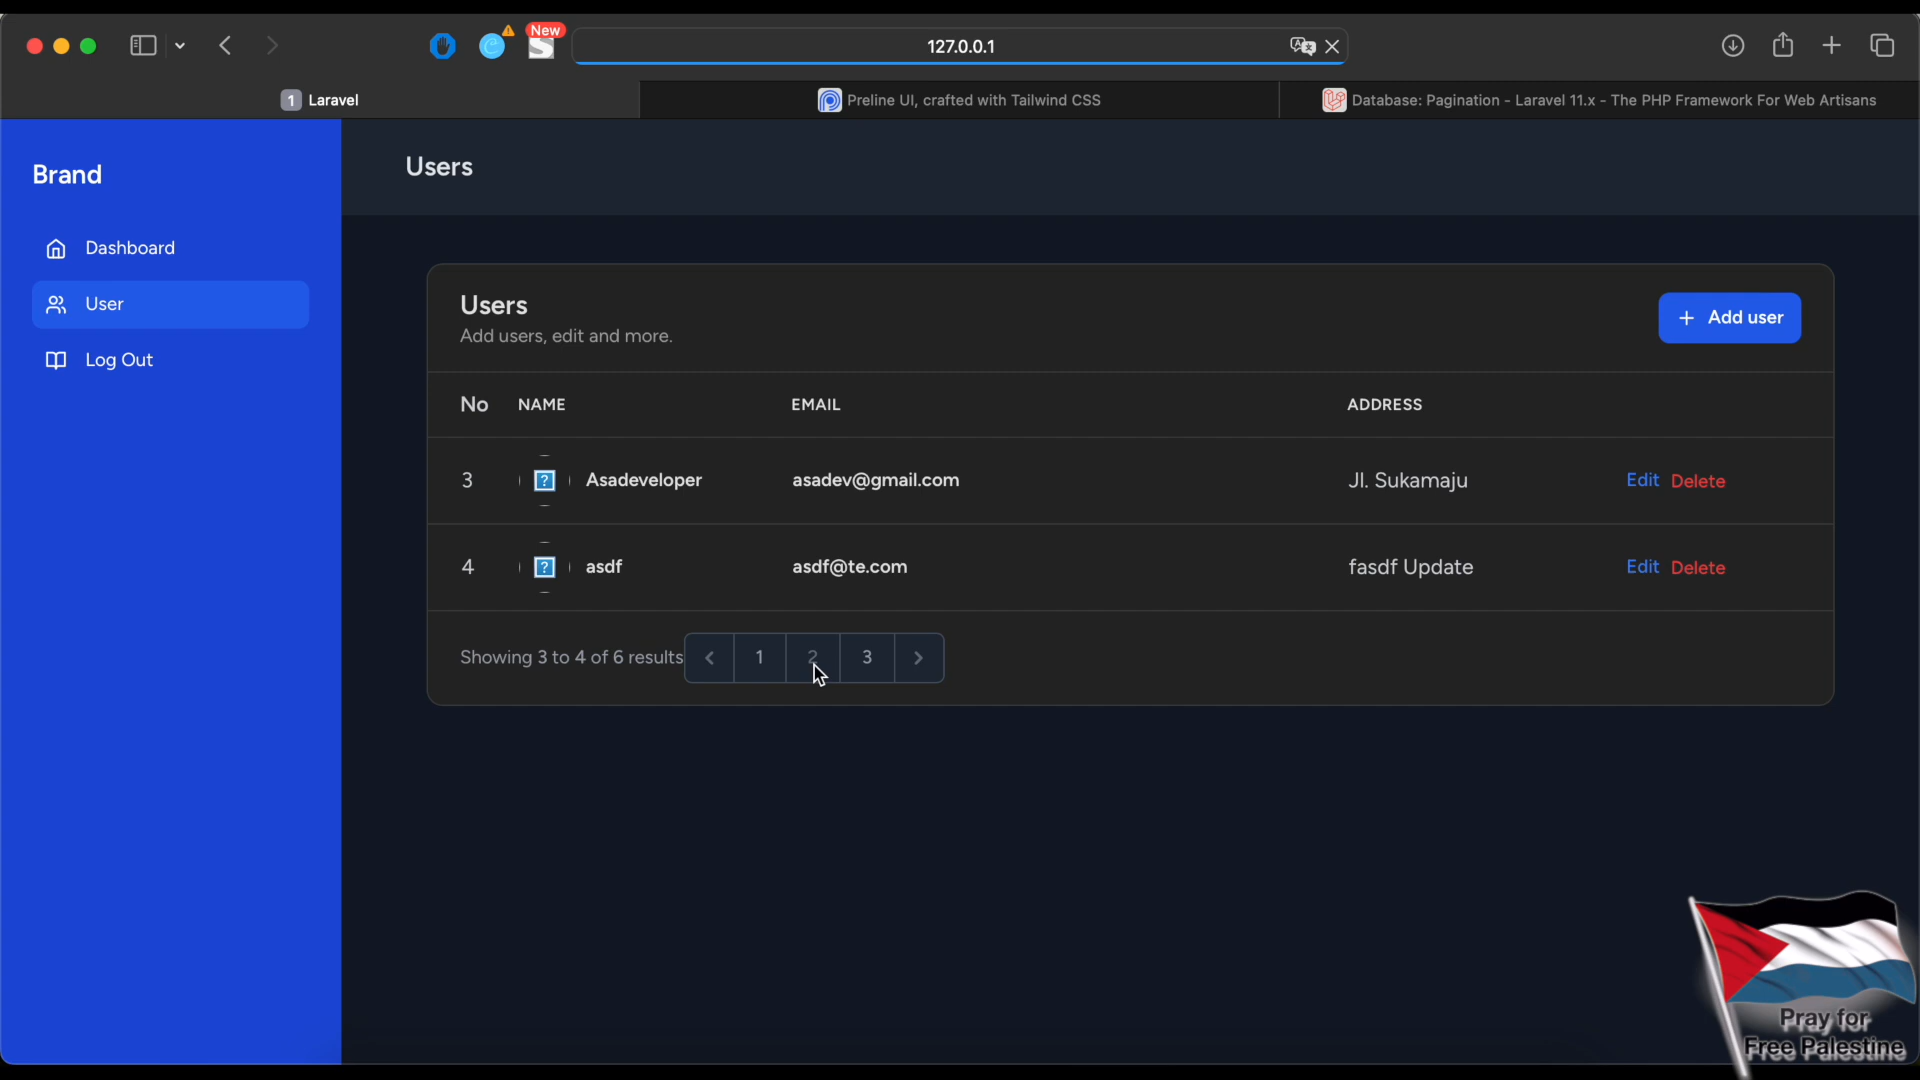 New
127.0.0.1
1 Laravel
Preline UI, crafted with Tailwind CSS
Database: Pagination - Laravel 11.x - The PHP Framework For Web Artisans
Brand
Dashboard
User
Log Out
Users
Users
Add users, edit and more.
+ Add user
No NAME EMAIL ADDRESS
3 Asadeveloper asadev@gmail.com Jl. Sukamaju Edit Delete
4 asdf asdf@te.com fasdf Update Edit Delete
Showing 3 to 4 of 6 results < 1 2 3 >
Pray for
Free Palestine